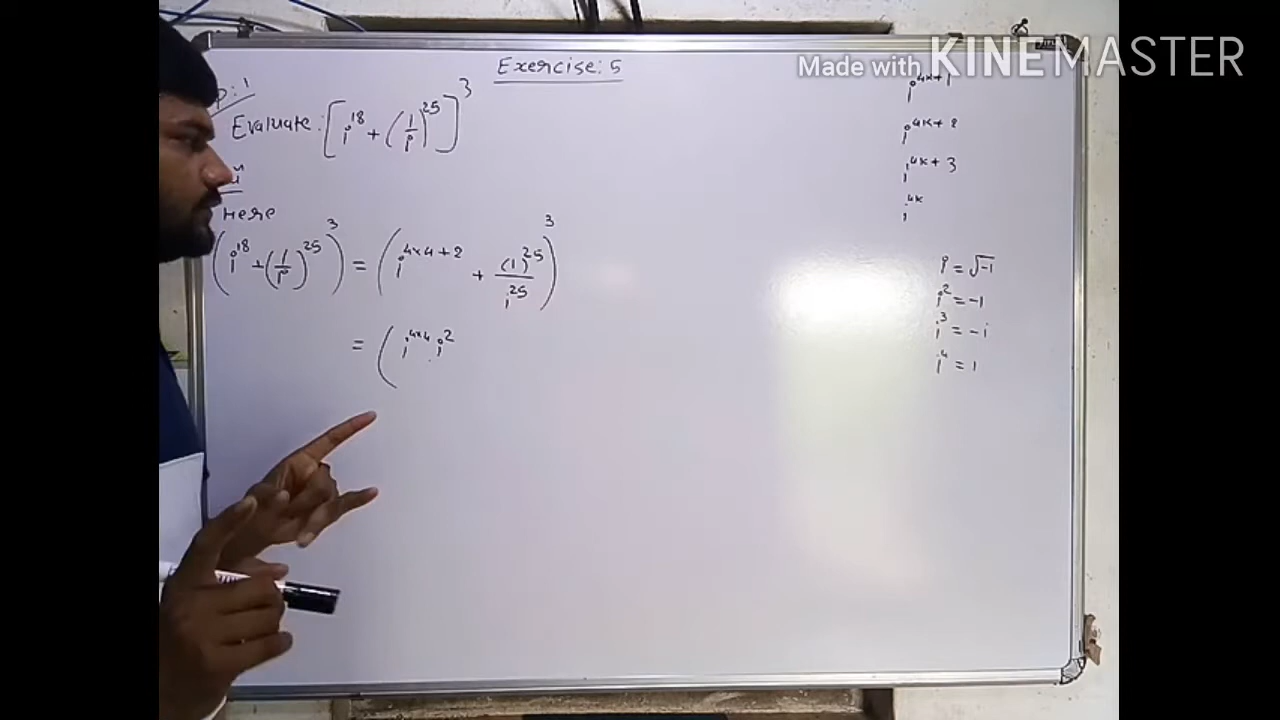 Made with KINEMASTER
Exercise: 5
p: 1
Evaluate: [i^18 + (1/i)^25]^3
Here
(i^18 + (1/i)^25)^3 = (i^4×4+2 + (1)^25/i^25)^3
= (i^4×4 . i^2
i^4k+1
i^4k+2
i^4k+3
i^4k
i = √-1
i^2 = -1
i^3 = -i
i^4 = 1